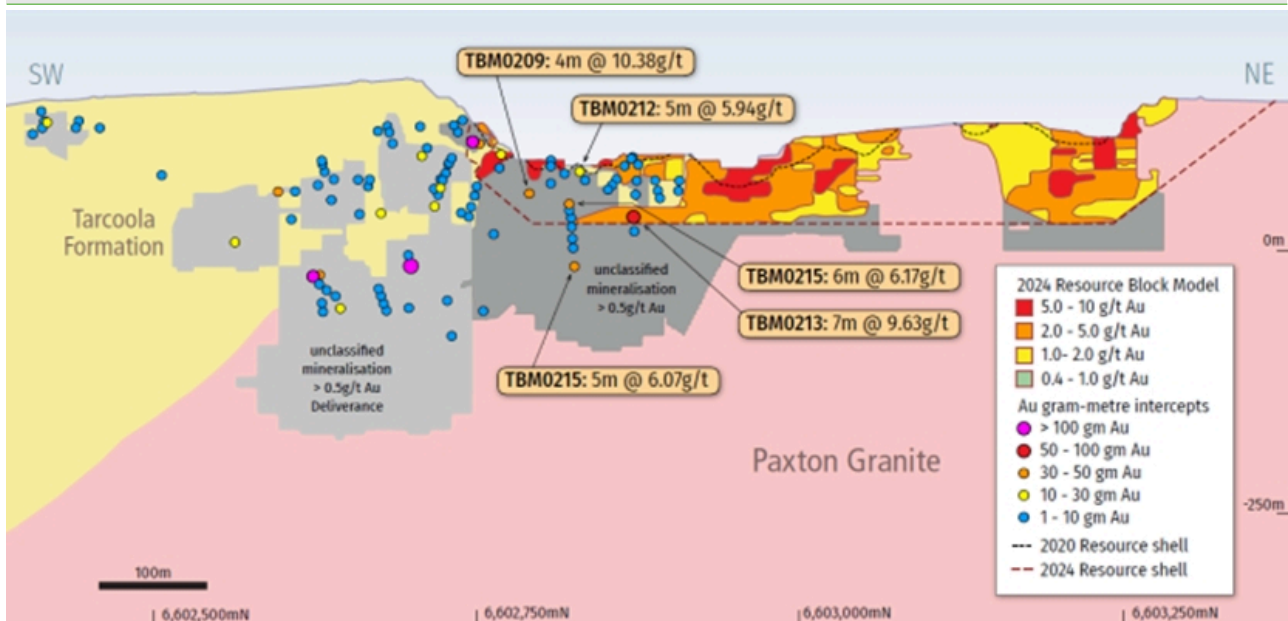 SW
NE
TBM0209: 4m @ 10.38g/t
TBM0212: 5m @ 5.94g/t
Tarcoola
Formation
0m
unclassified
mineralisation
> 0.5g/t Au
TBM0215: 6m @ 6.17g/t
TBM0213: 7m @ 9.63g/t
TBM0215: 5m @ 6.07g/t
unclassified
mineralisation
> 0.5g/t Au
Deliverance
Paxton Granite
2024 Resource Block Model
5.0 - 10 g/t Au
2.0 - 5.0 g/t Au
1.0- 2.0 g/t Au
0.4 - 1.0 g/t Au
Au gram-metre intercepts
> 100 gm Au
50 - 100 gm Au
30 - 50 gm Au
10 - 30 gm Au
1 - 10 gm Au
2020 Resource shell
2024 Resource shell
-250m
100m
6,602,500mN
6,602,750mN
6,603,000mN
6,603,250mN